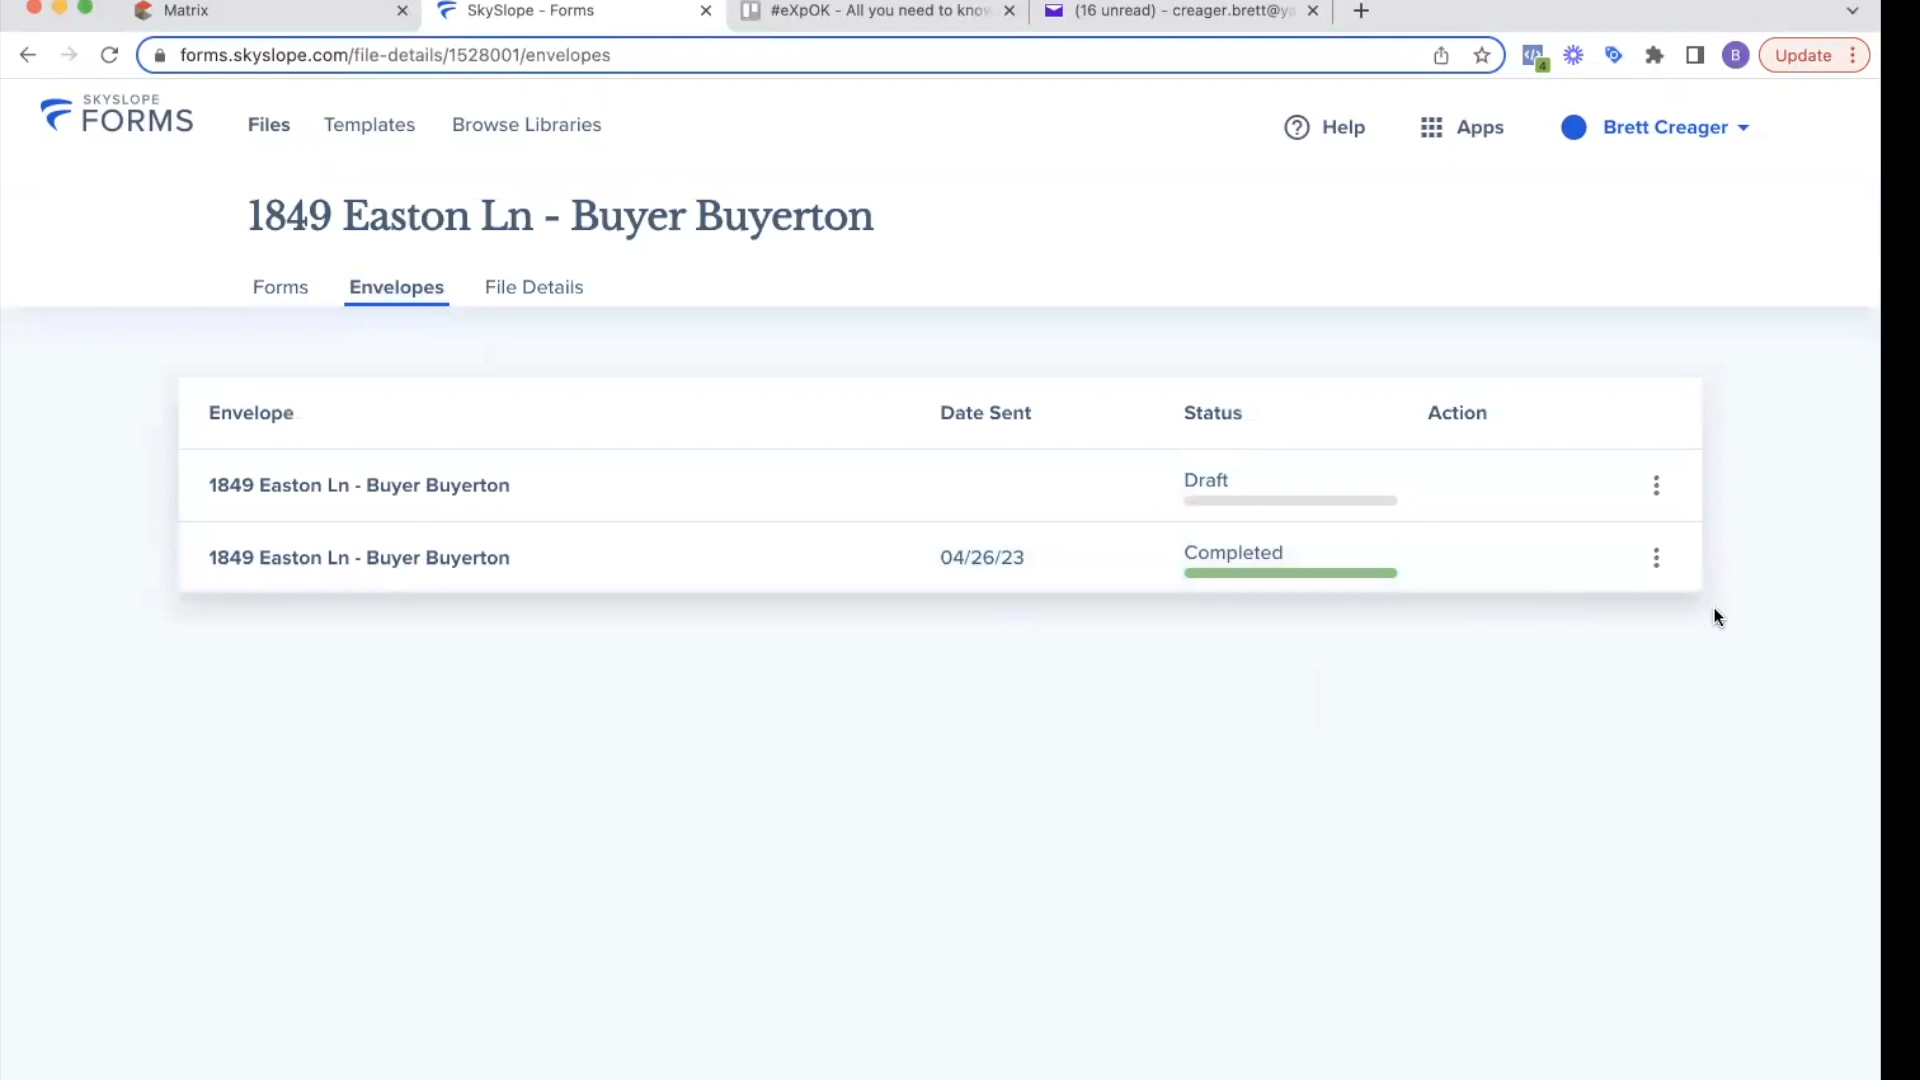 Matrix
SkySlope - Forms
#eXpOK - All you need to know
(16 unread) - creager.brett@ya
forms.skyslope.com/file-details/1528001/envelopes
4
B
Update
SKYSLOPE
FORMS
Files
Templates
Browse Libraries
Help
Apps
Brett Creager
1849 Easton Ln - Buyer Buyerton
Forms
Envelopes
File Details
Envelope
Date Sent
Status
Action
1849 Easton Ln - Buyer Buyerton
Draft
1849 Easton Ln - Buyer Buyerton
04/26/23
Completed